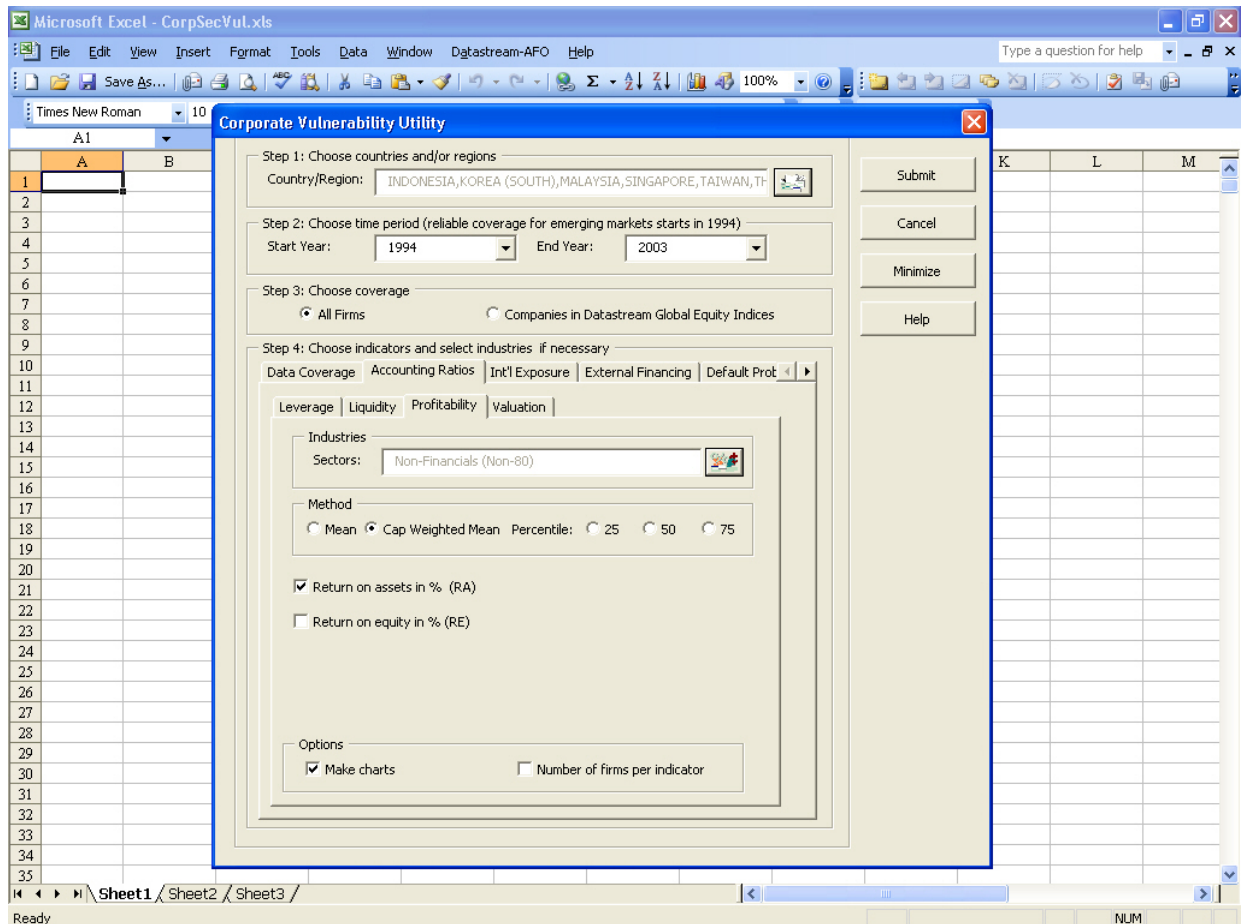 Microsoft Excel - CorpSecVul.xls
File Edit View Insert Format Tools Data Window Datastream-AFO Help Type a question for help
Save As... 100%
Times New Roman 10
A1
Corporate Vulnerability Utility
A B K L M
Step 1: Choose countries and/or regions
Country/Region: INDONESIA,KOREA (SOUTH),MALAYSIA,SINGAPORE,TAIWAN,TH
Submit
Step 2: Choose time period (reliable coverage for emerging markets starts in 1994)
Start Year: 1994 End Year: 2003
Cancel
Minimize
Step 3: Choose coverage
All Firms Companies in Datastream Global Equity Indices
Help
Step 4: Choose indicators and select industries if necessary
Data Coverage Accounting Ratios Int'l Exposure External Financing Default Prob
Leverage Liquidity Profitability Valuation
Industries
Sectors: Non-Financials (Non-80)
Method
Mean Cap Weighted Mean Percentile: 25 50 75
Return on assets in % (RA)
Return on equity in % (RE)
Options
Make charts Number of firms per indicator
1
2
3
4
5
6
7
8
9
10
11
12
13
14
15
16
17
18
19
20
21
22
23
24
25
26
27
28
29
30
31
32
33
34
35
Sheet1 Sheet2 Sheet3
Ready NUM